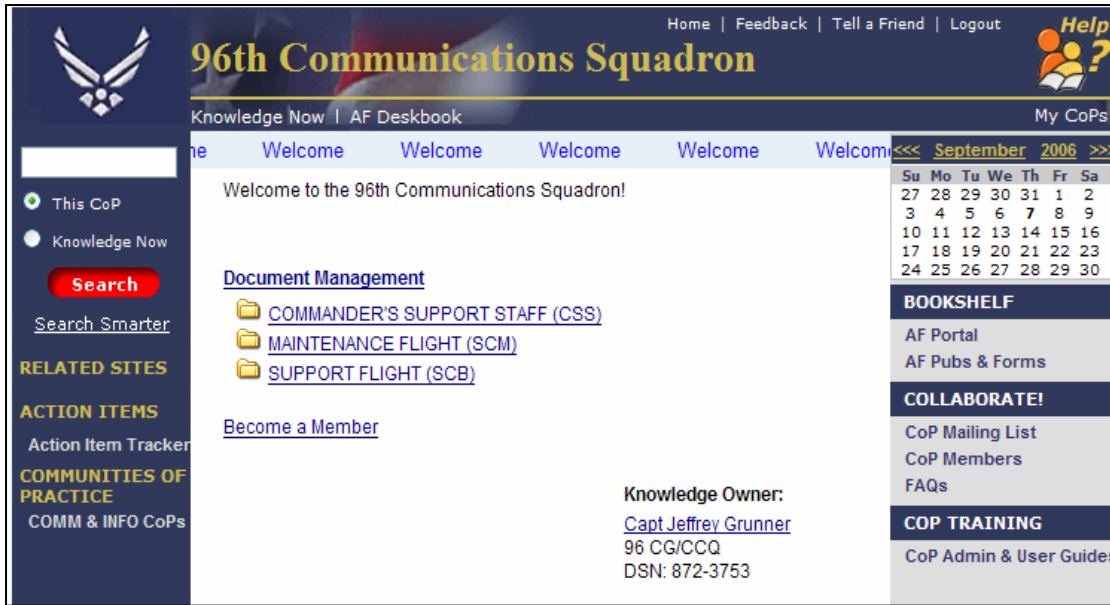 Home | Feedback | Tell a Friend | Logout
Help
?
96th Communications Squadron
Knowledge Now | AF Deskbook
My CoPs
This CoP
Knowledge Now
Search
Search Smarter
RELATED SITES
ACTION ITEMS
Action Item Tracker
COMMUNITIES OF
PRACTICE
COMM & INFO CoPs
ne Welcome Welcome Welcome Welcome Welcom
Welcome to the 96th Communications Squadron!
Document Management
COMMANDER'S SUPPORT STAFF (CSS)
MAINTENANCE FLIGHT (SCM)
SUPPORT FLIGHT (SCB)
Become a Member
Knowledge Owner:
Capt Jeffrey Grunner
96 CG/CCQ
DSN: 872-3753
<<< September 2006 >>>
Su Mo Tu We Th Fr Sa
27 28 29 30 31 1 2
3 4 5 6 7 8 9
10 11 12 13 14 15 16
17 18 19 20 21 22 23
24 25 26 27 28 29 30
BOOKSHELF
AF Portal
AF Pubs & Forms
COLLABORATE!
CoP Mailing List
CoP Members
FAQs
COP TRAINING
CoP Admin & User Guides